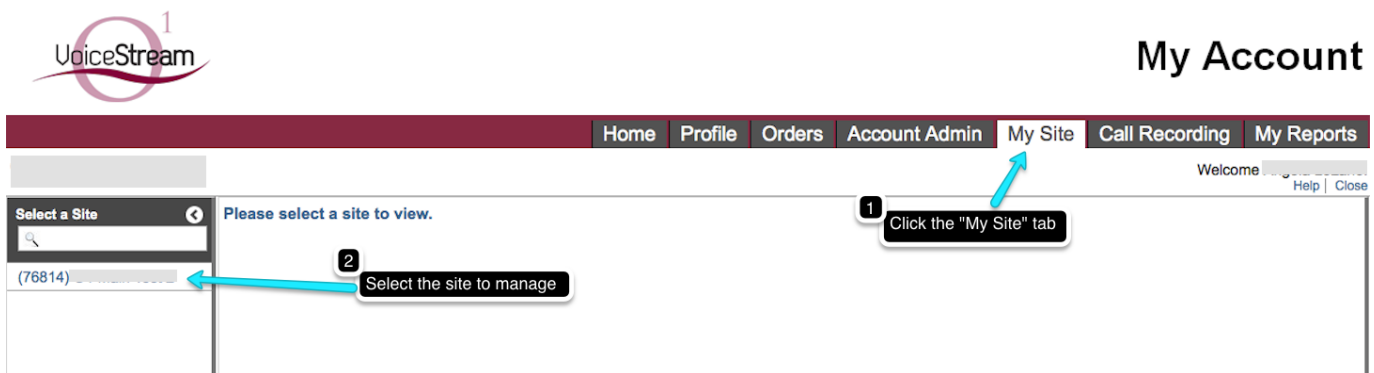 O1
VoiceStream
My Account
Home Profile Orders Account Admin My Site Call Recording My Reports
Welcome
Help | Close
Select a Site
Please select a site to view.
1
Click the "My Site" tab
(76814)
2
Select the site to manage